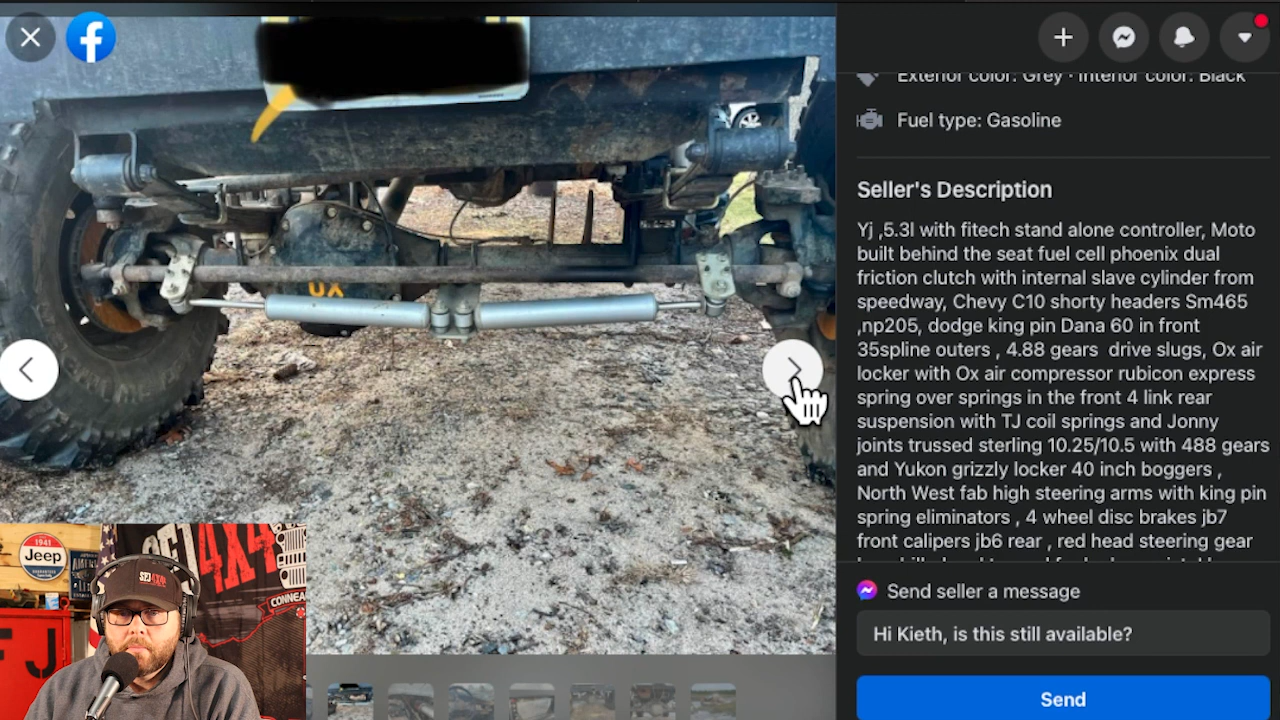 Exterior color: Grey · Interior color: Black
Fuel type: Gasoline
Seller's Description
Yj ,5.3l with fitech stand alone controller, Moto
built behind the seat fuel cell phoenix dual
friction clutch with internal slave cylinder from
speedway, Chevy C10 shorty headers Sm465
,np205, dodge king pin Dana 60 in front
35spline outers , 4.88 gears drive slugs, Ox air
locker with Ox air compressor rubicon express
spring over springs in the front 4 link rear
suspension with TJ coil springs and Jonny
joints trussed sterling 10.25/10.5 with 488 gears
and Yukon grizzly locker 40 inch boggers ,
North West fab high steering arms with king pin
spring eliminators , 4 wheel disc brakes jb7
front calipers jb6 rear , red head steering gear
Send seller a message
Hi Kieth, is this still available?
Send
OX
1941
Jeep
4X4
FJ